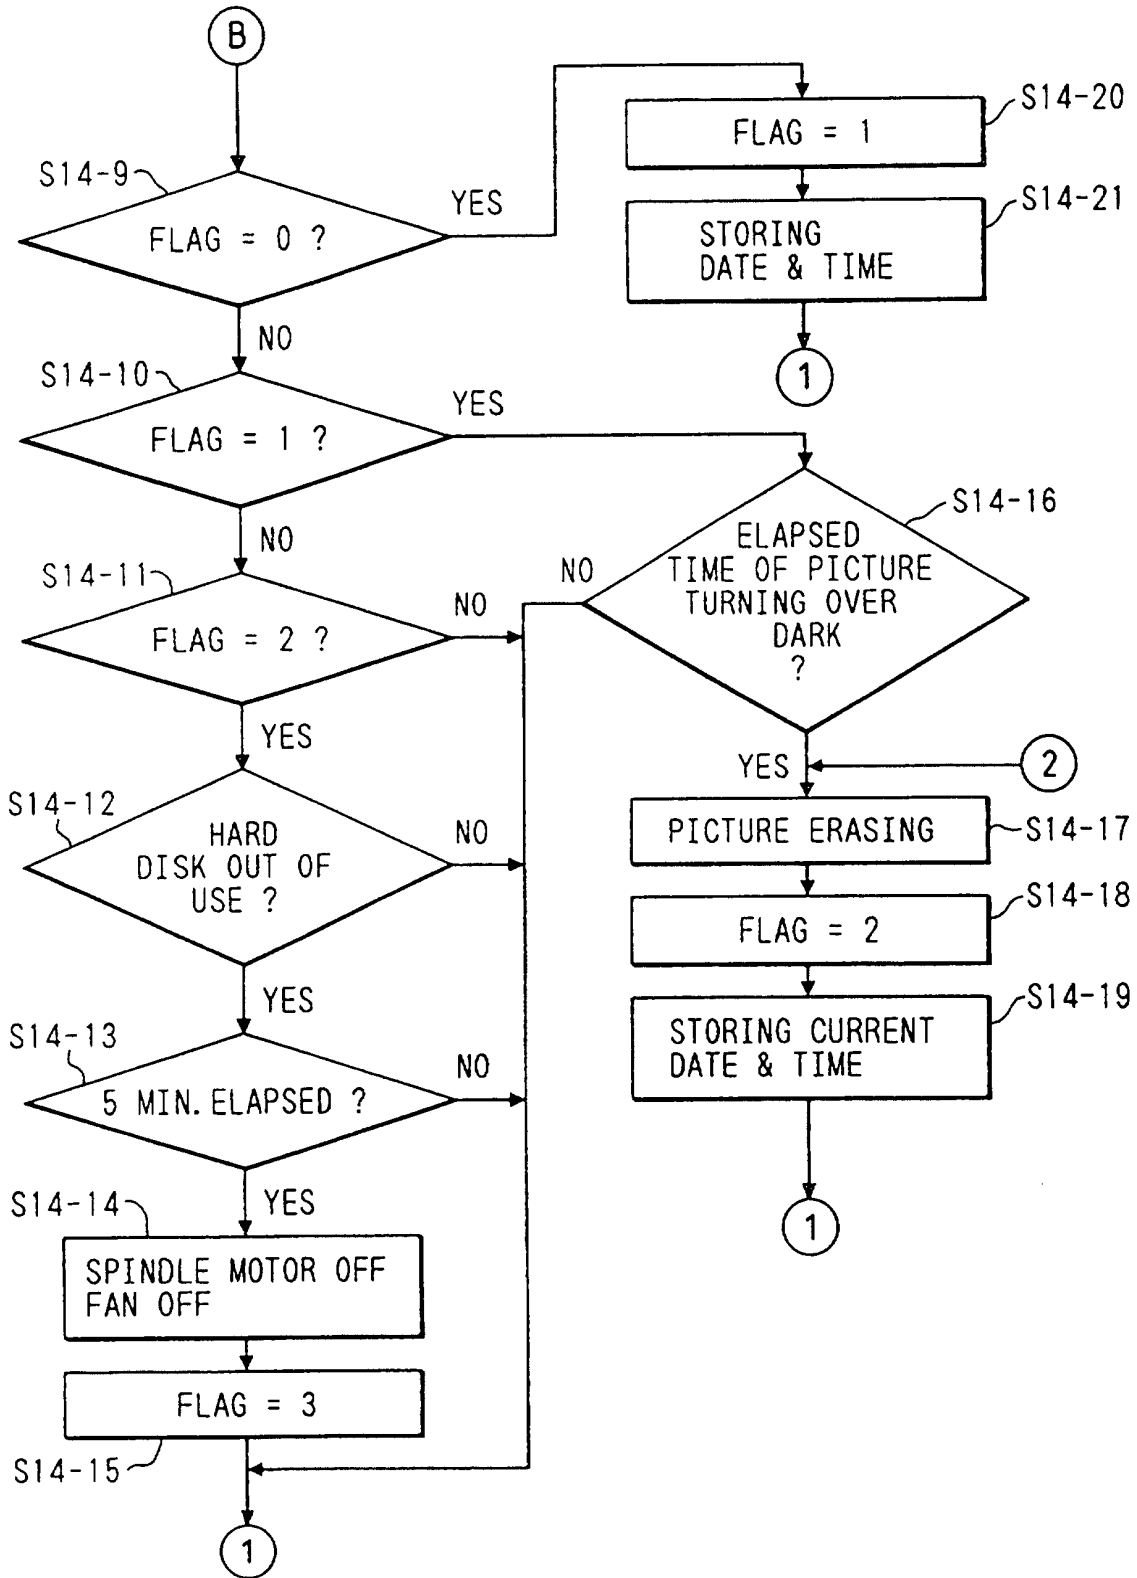 B
S14-9
FLAG = 0 ?
YES
NO
S14-20
FLAG = 1
S14-21
STORING
DATE & TIME
1
S14-10
FLAG = 1 ?
YES
NO
S14-16
ELAPSED
TIME OF PICTURE
TURNING OVER
DARK
?
NO
YES
2
S14-11
FLAG = 2 ?
NO
YES
S14-17
PICTURE ERASING
S14-18
FLAG = 2
S14-19
STORING CURRENT
DATE & TIME
1
S14-12
HARD
DISK OUT OF
USE ?
NO
YES
S14-13
5 MIN. ELAPSED ?
NO
YES
S14-14
SPINDLE MOTOR OFF
FAN OFF
FLAG = 3
S14-15
1